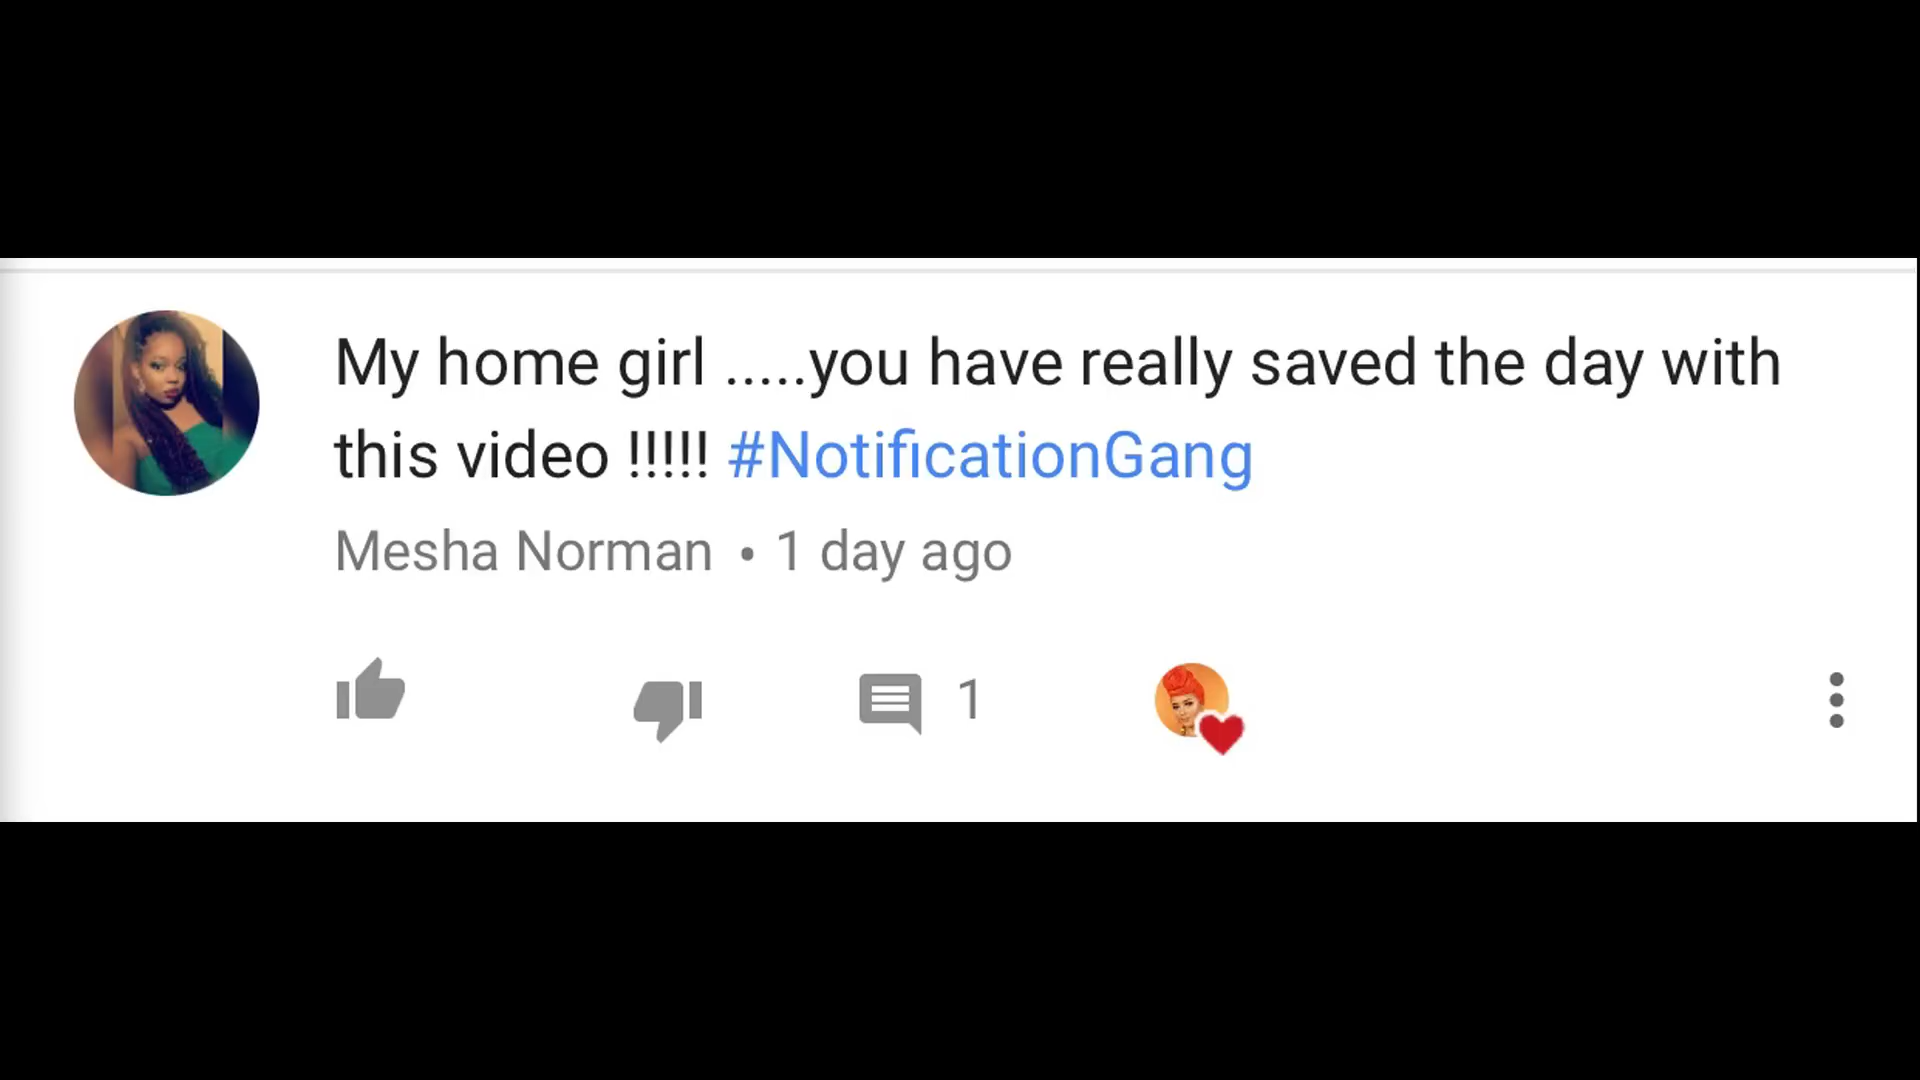 My home girl .....you have really saved the day with
this video !!!!! #NotificationGang
Mesha Norman • 1 day ago
1